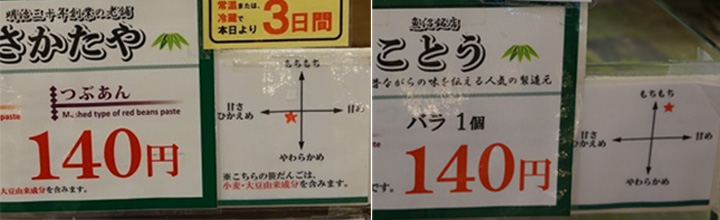 明治三十年創業の老舗
さかたや
常温または、
冷蔵で
本日より
3日間
つぶあん
Mashed type of red beans paste
paste
140円
大豆由来成分を含みます。
もちもち
甘さ
ひかえめ
甘め
やわらかめ
※こちらの笹だんごは、
小麦・大豆由来成分を含みます。
ことう
昔ながらの味を伝える人気の製造元
バラ 1個
140円
です。
もちもち
甘さ
ひかえめ
甘め
やわらかめ